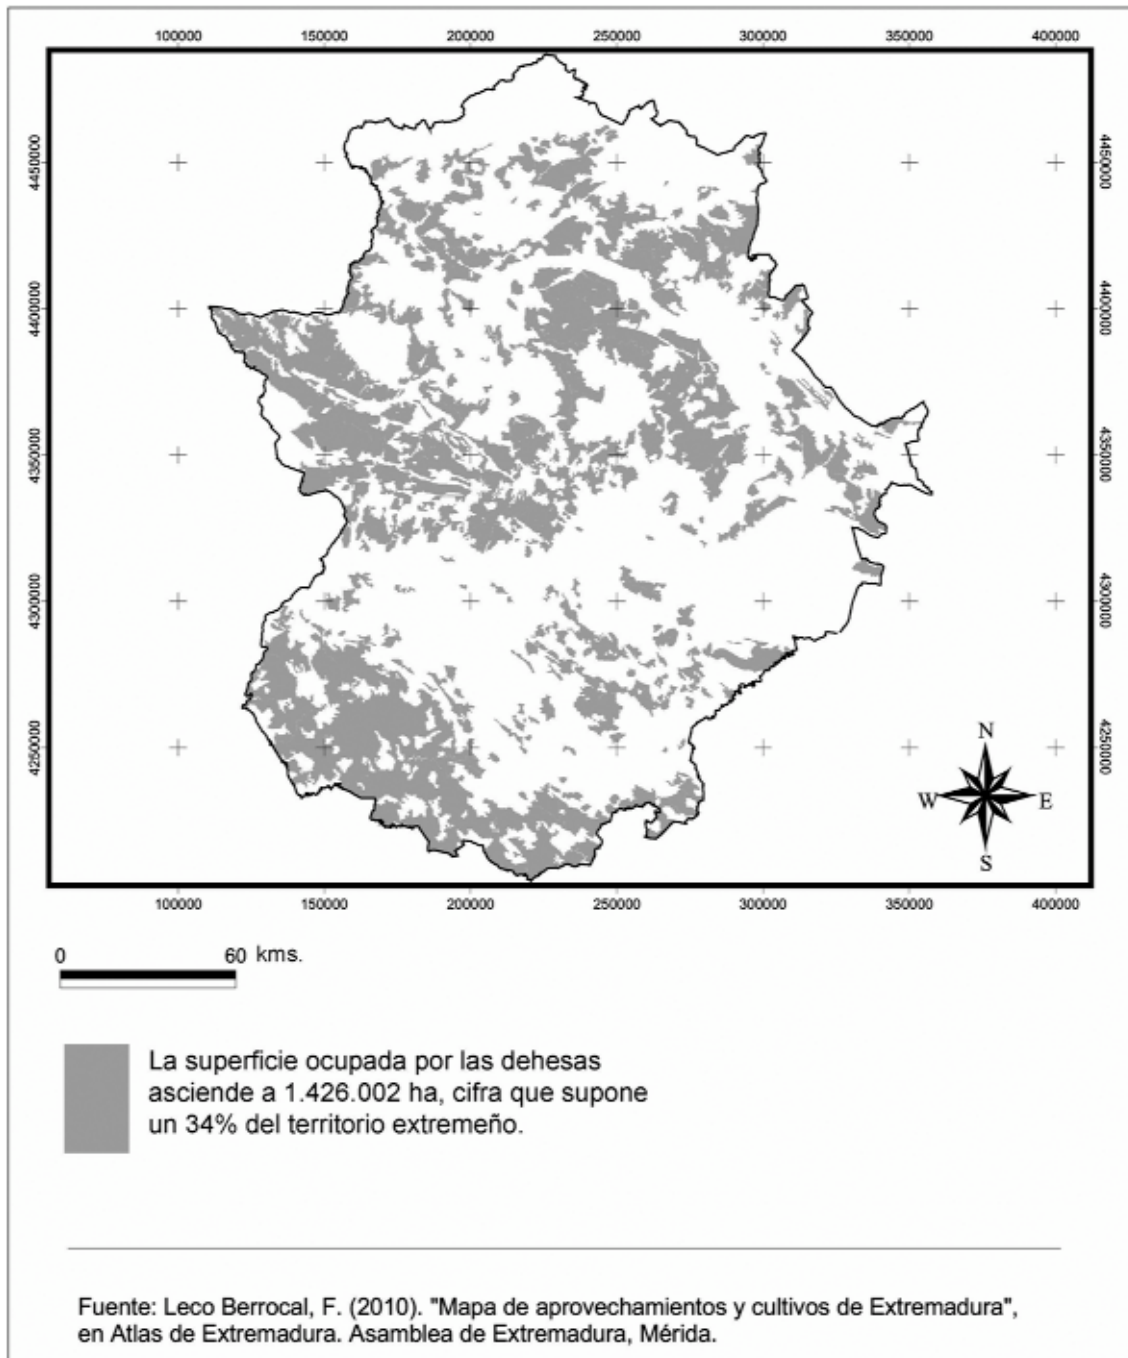 100000 150000 200000 250000 300000 350000 400000
4450000 4450000
4400000 4400000
4350000 4350000
4300000 4300000
4250000 4250000
N
W E
S
100000 150000 200000 250000 300000 350000 400000
0 60 kms.
La superficie ocupada por las dehesas
asciende a 1.426.002 ha, cifra que supone
un 34% del territorio extremeño.
Fuente: Leco Berrocal, F. (2010). "Mapa de aprovechamientos y cultivos de Extremadura",
en Atlas de Extremadura. Asamblea de Extremadura, Mérida.